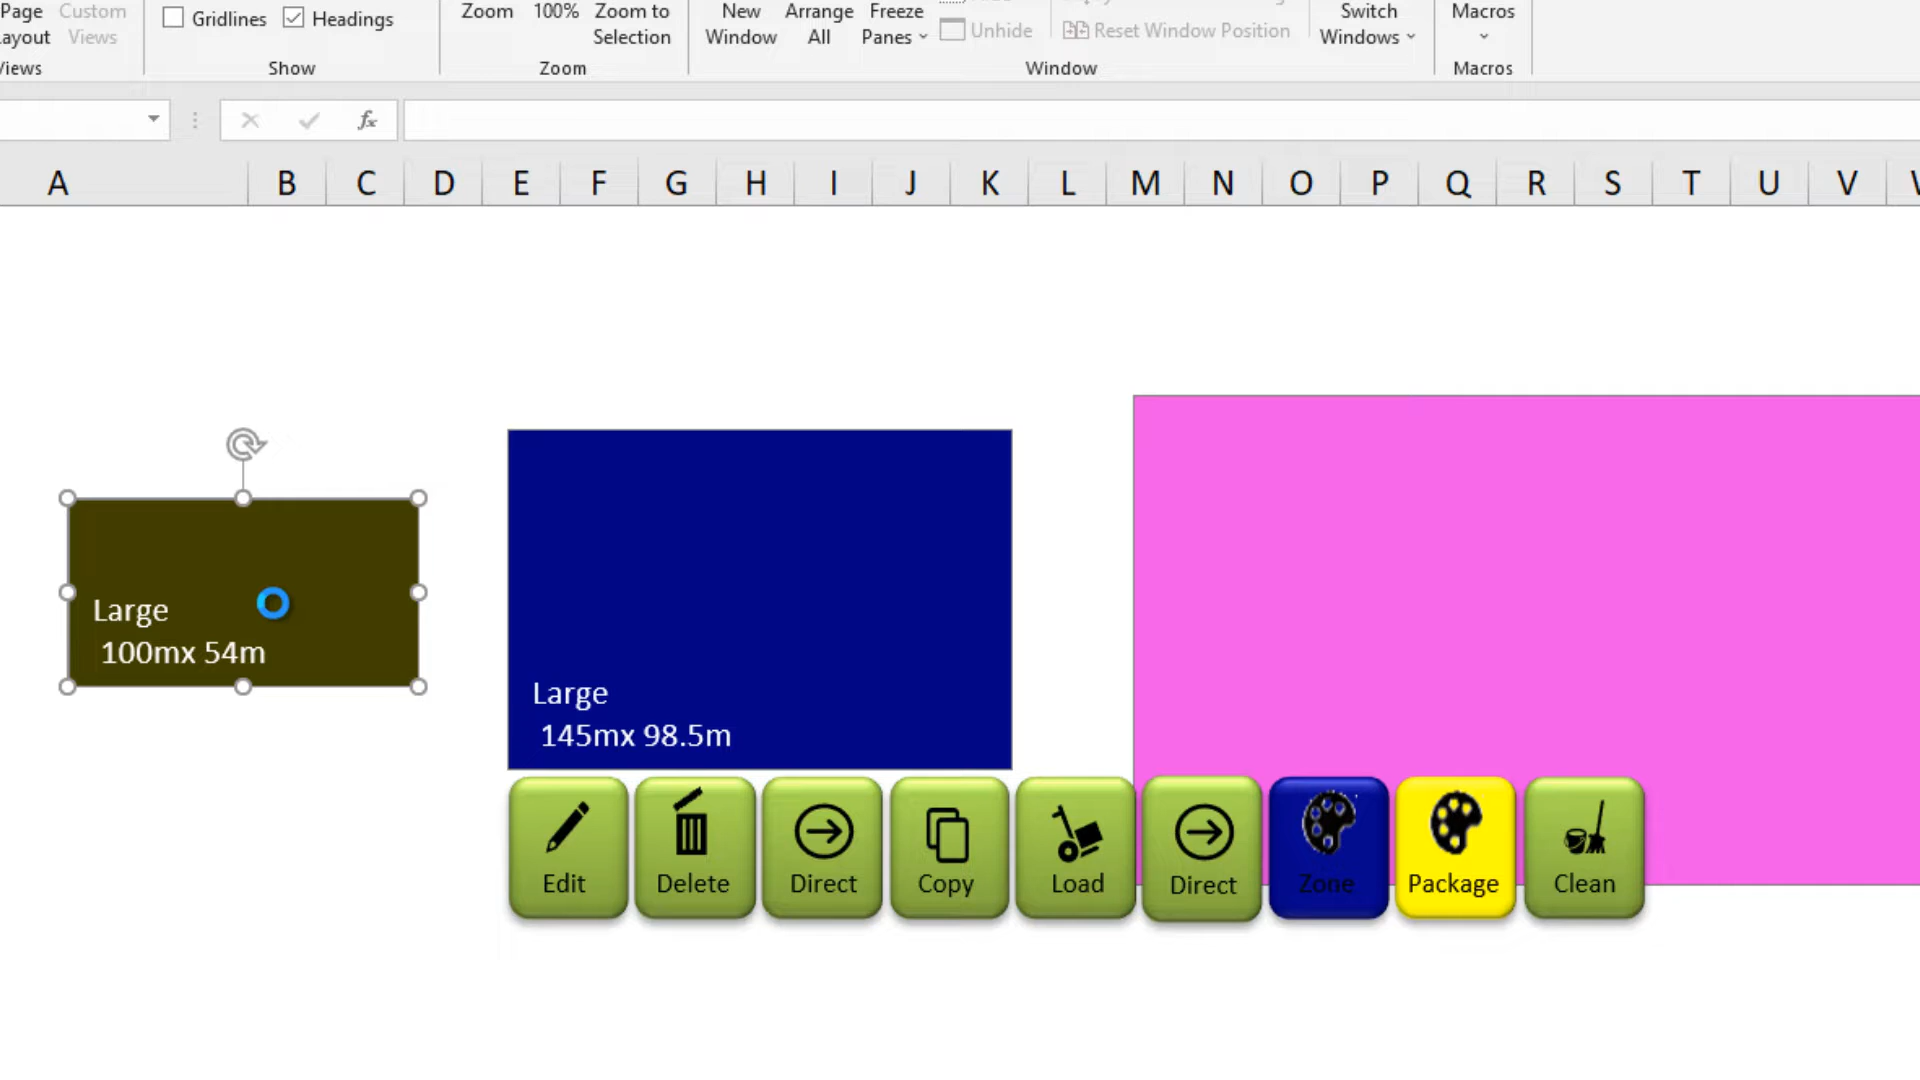 Page Custom Zoom 100% Zoom to New Arrange Freeze Switch Macros
Layout Views Gridlines Headings Selection Window All Panes Unhide Reset Window Position Windows
Views Show Zoom Window Macros
fx
A B C D E F G H I J K L M N O P Q R S T U V
Large
100mx 54m
Large
145mx 98.5m
Edit Delete Direct Copy Load Direct Zone Package Clean